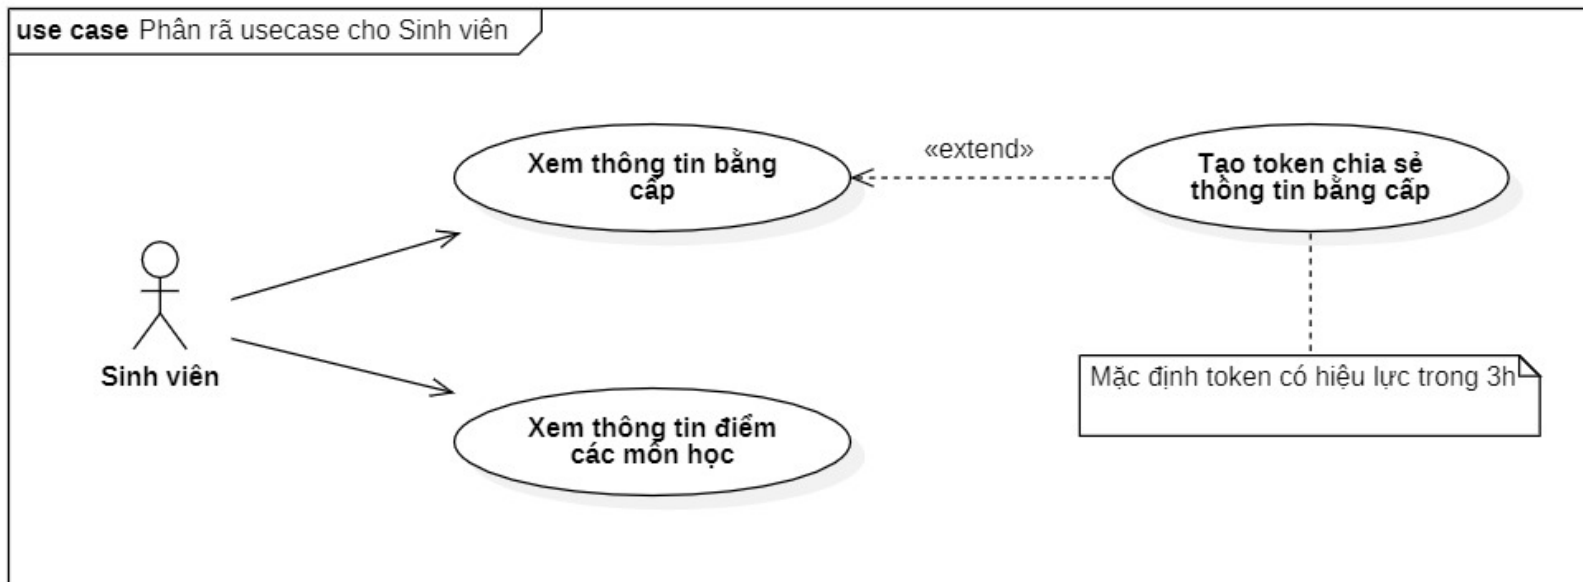 use case Phân rã usecase cho Sinh viên
Xem thông tin bằng
cấp
«extend»
Tạo token chia sẻ
thông tin bằng cấp
Sinh viên
Mặc định token có hiệu lực trong 3h
Xem thông tin điểm
các môn học